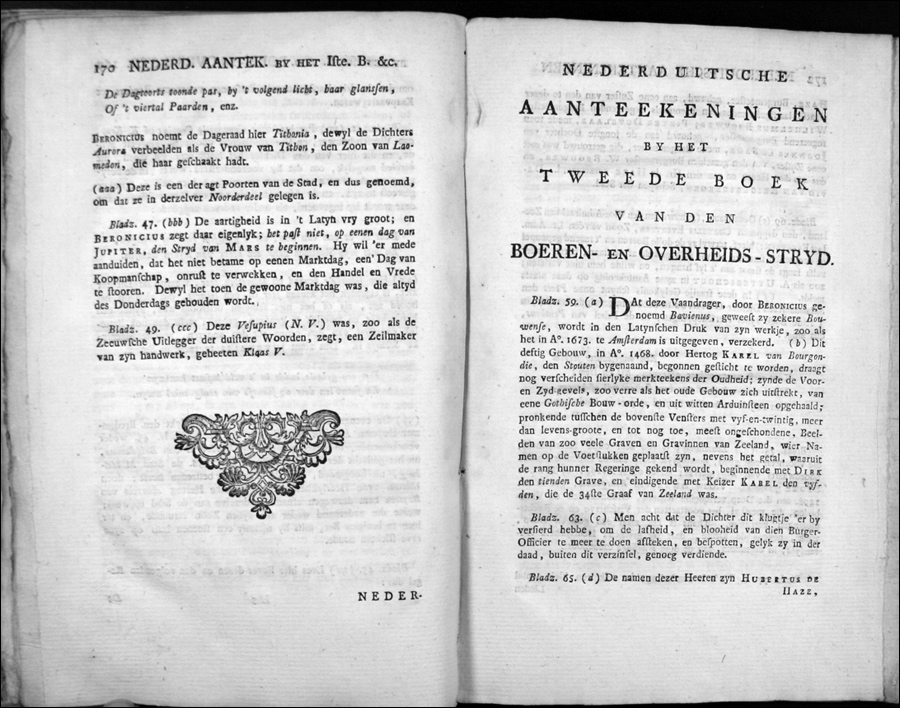 170 NEDERD. AANTEK. BY HET Iſte. B. &c.
De Dageoorts toonde par, by 't volgend licht, haar glansſen,
Of 't viertal Paarden, enz.
BERONICIUS noemt de Dageraad hier Tithonia, dewyl de Dichters
Aurora verbeelden als de Vrouw van Tithon, den Zoon van Lao-
medon, die haar geſchaakt hadt.
(aaa) Deze is een der agt Poorten van de Stad, en dus genoemd,
om dat ze in derzelver Noorderdeel gelegen is.
Bladz. 47. (bbb) De aartigheid is in 't Latyn vry groot; en
BERONICIUS zegt daar eigenlyk; het paſt niet, op eenen dag van
JUPITER, den Stryd van MARS te beginnen. Hy wil 'er mede
aanduiden, dat het niet betame op eenen Marktdag, een' Dag van
Koopmanſchap, onruſt te verwekken, en den Handel en Vrede
te ſtooren. Dewyl het toen de gewoone Marktdag was, die altyd
des Donderdags gehouden wordt.
Bladz. 49. (ccc) Deze Veſupius (N. V.) was, zoo als de
Zeeuwſche Uitlegger der duiſtere Woorden, zegt, een Zeilmaker
van zyn handwerk, geheeten Klaas V.
NEDER-
NEDERDUITSCHE
AANTEEKENINGEN
BY HET
TWEEDE BOEK
VAN DEN
BOEREN- EN OVERHEIDS-STRYD.
Bladz. 59. (a) DAt deze Vaandrager, door BERONICIUS ge-
noemd Bavienus, geweeſt zy zekere Bou-
wenſe, wordt in den Latynſchen Druk van zyn werkje, zoo als
het in A°. 1673. te Amſterdam is uitgegeven, verzekerd. (b) Dit
deftig Gebouw, in A°. 1468. door Hertog KAREL van Bourgon-
die, den Stouten bygenaamd, begonnen geſticht te worden, draagt
nog verſcheiden ſierlyke merkteekens der Oudheid; zynde de Voor-
en Zyd-gevels, zoo verre als het oude Gebouw zich uitſtrekt, van
eene Gothiſche Bouw-orde, en uit witten Arduinſteen opgehaald;
pronkende tuſſchen de bovenſte Venſters met vyf-en-twintig, meer
dan levens-groote, en tot nog toe, meeſt ongeſchondene, Beel-
den van zoo veele Graven en Gravinnen van Zeeland, wier Na-
men op de Voetſtukken geplaatſt zyn, nevens het getal, waaruit
de rang hunner Regeringe gekend wordt, beginnende met DIRK
den tienden Grave, en eindigende met Keizer KAREL den vyf-
den, die de 34ſte Graaf van Zeeland was.
Bladz. 63. (c) Men acht dat de Dichter dit klugtje 'er by
verſierd hebbe, om de laſheid, en blooheid van dien Burger-
Officier te meer te doen afſteken, en beſpotten, gelyk zy in der
daad, buiten dit verzinſel, genoeg verdiende.
Bladz. 65. (d) De namen dezer Heeren zyn HUBERTUS DE
HAZE,